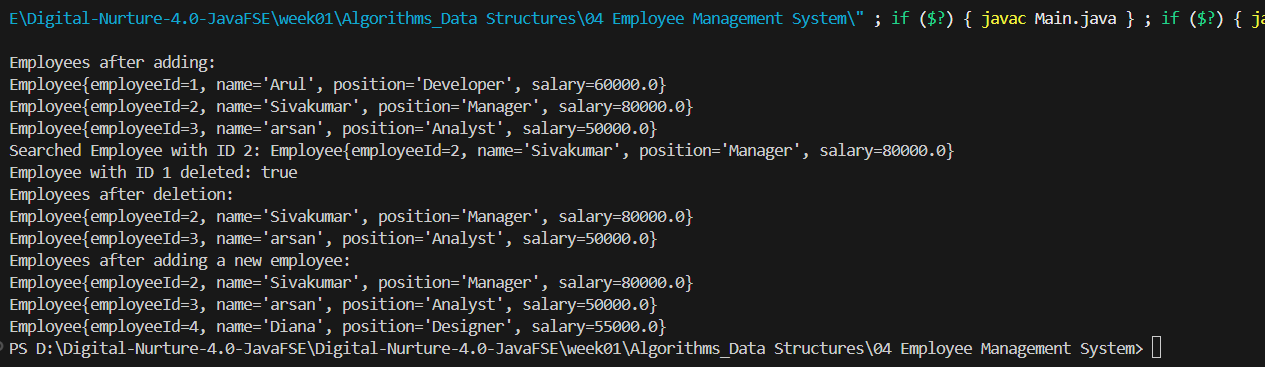 E\Digital-Nurture-4.0-JavaFSE\week01\Algorithms_Data Structures\04 Employee Management System\" ; if ($?) { javac Main.java } ; if ($?) { ja
Employees after adding:
Employee{employeeId=1, name='Arul', position='Developer', salary=60000.0}
Employee{employeeId=2, name='Sivakumar', position='Manager', salary=80000.0}
Employee{employeeId=3, name='arsan', position='Analyst', salary=50000.0}
Searched Employee with ID 2: Employee{employeeId=2, name='Sivakumar', position='Manager', salary=80000.0}
Employee with ID 1 deleted: true
Employees after deletion:
Employee{employeeId=2, name='Sivakumar', position='Manager', salary=80000.0}
Employee{employeeId=3, name='arsan', position='Analyst', salary=50000.0}
Employees after adding a new employee:
Employee{employeeId=2, name='Sivakumar', position='Manager', salary=80000.0}
Employee{employeeId=3, name='arsan', position='Analyst', salary=50000.0}
Employee{employeeId=4, name='Diana', position='Designer', salary=55000.0}
PS D:\Digital-Nurture-4.0-JavaFSE\Digital-Nurture-4.0-JavaFSE\week01\Algorithms_Data Structures\04 Employee Management System>